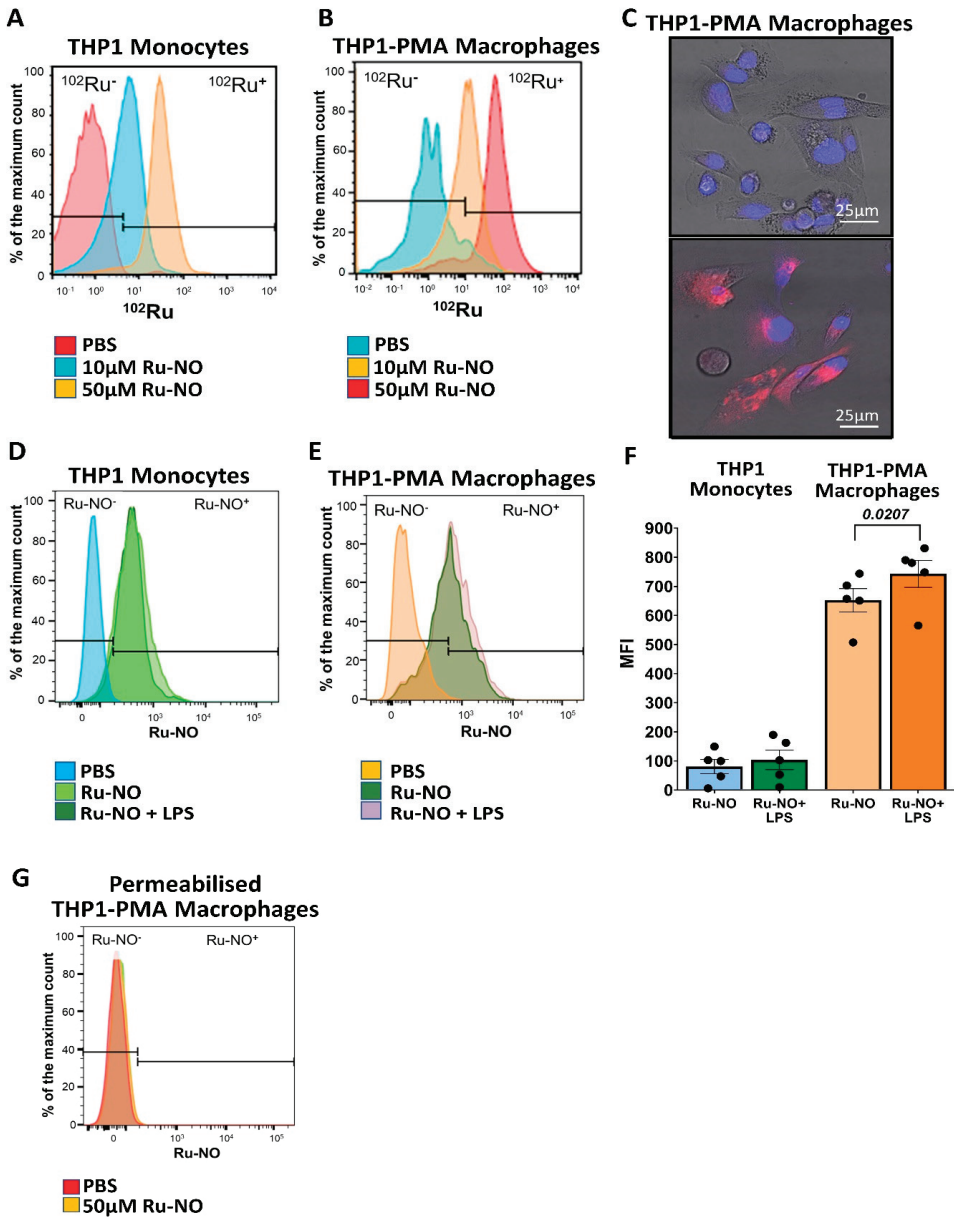 A
THP1 Monocytes
% of the maximum count
100
80
60
40
20
0
¹⁰²Ru⁻
¹⁰²Ru⁺
10⁻¹
10⁰
10¹
10²
10³
10⁴
¹⁰²Ru
PBS
10µM Ru-NO
50µM Ru-NO
B
THP1-PMA Macrophages
% of the maximum count
100
80
60
40
20
0
¹⁰²Ru⁻
¹⁰²Ru₊
10⁻²
10⁻¹
10⁰
10¹
10²
10³
10⁴
¹⁰²Ru
PBS
10µM Ru-NO
50µM Ru-NO
C
THP1-PMA Macrophages
25µm
25µm
D
THP1 Monocytes
% of the maximum count
100
80
60
40
20
0
Ru-NO⁻
Ru-NO⁺
0
10³
10⁴
10⁵
Ru-NO
PBS
Ru-NO
Ru-NO + LPS
E
THP1-PMA Macrophages
% of the maximum count
100
80
60
40
20
0
Ru-NO⁻
Ru-NO⁺
0
10³
10⁴
10⁵
Ru-NO
PBS
Ru-NO
Ru-NO + LPS
F
THP1
Monocytes
THP1-PMA
Macrophages
0.0207
MFI
900
800
700
600
500
400
300
200
100
0
Ru-NO
Ru-NO+
LPS
Ru-NO
Ru-NO+
LPS
G
Permeabilised
THP1-PMA Macrophages
% of the maximum count
100
80
60
40
20
0
Ru-NO⁻
Ru-NO⁺
0
10³
10⁴
10⁵
Ru-NO
PBS
50µM Ru-NO